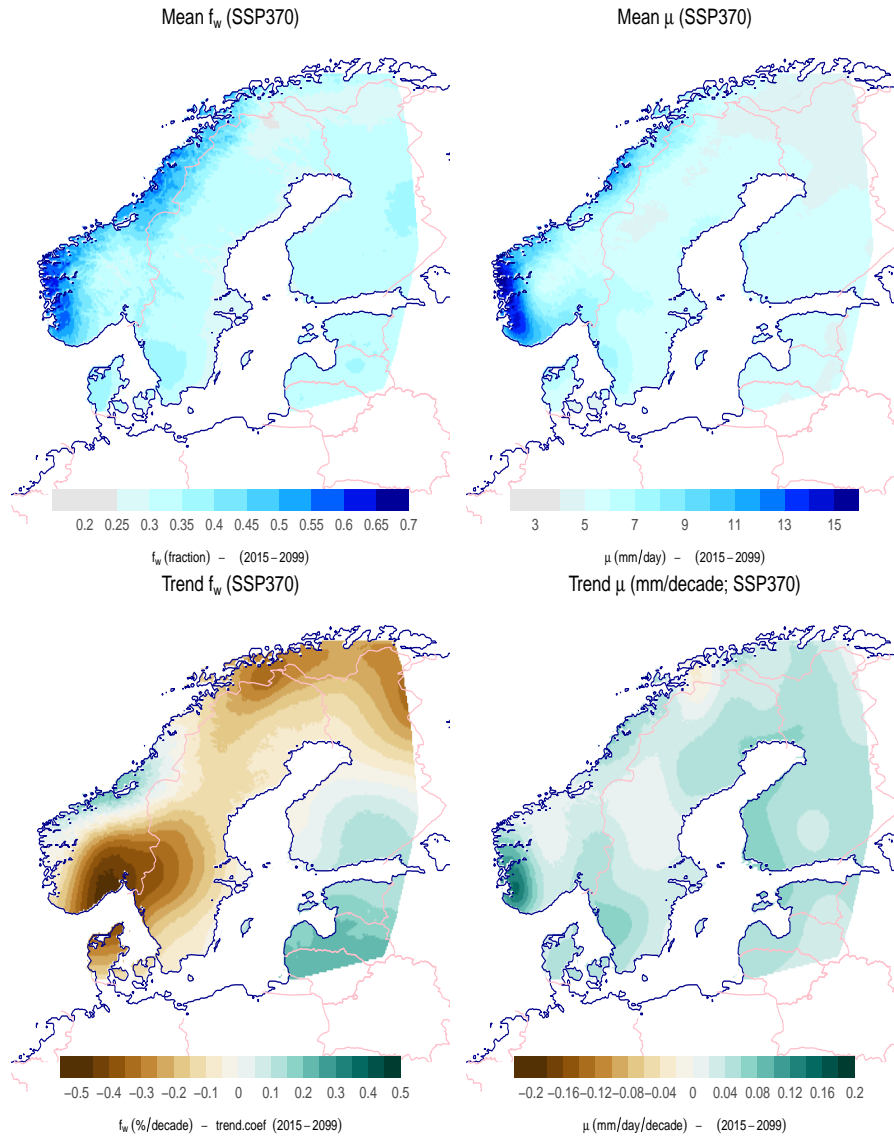 Mean fw (SSP370)
Mean μ (SSP370)
0.2 0.25 0.3 0.35 0.4 0.45 0.5 0.55 0.6 0.65 0.7
3 5 7 9 11 13 15
fw (fraction) − (2015−2099)
μ (mm/day) − (2015−2099)
Trend fw (SSP370)
Trend μ (mm/decade; SSP370)
−0.5 −0.4 −0.3 −0.2 −0.1 0 0.1 0.2 0.3 0.4 0.5
−0.2 −0.16 −0.12 −0.08 −0.04 0 0.04 0.08 0.12 0.16 0.2
fw (%/decade) − trend.coef (2015−2099)
μ (mm/day/decade) − (2015−2099)